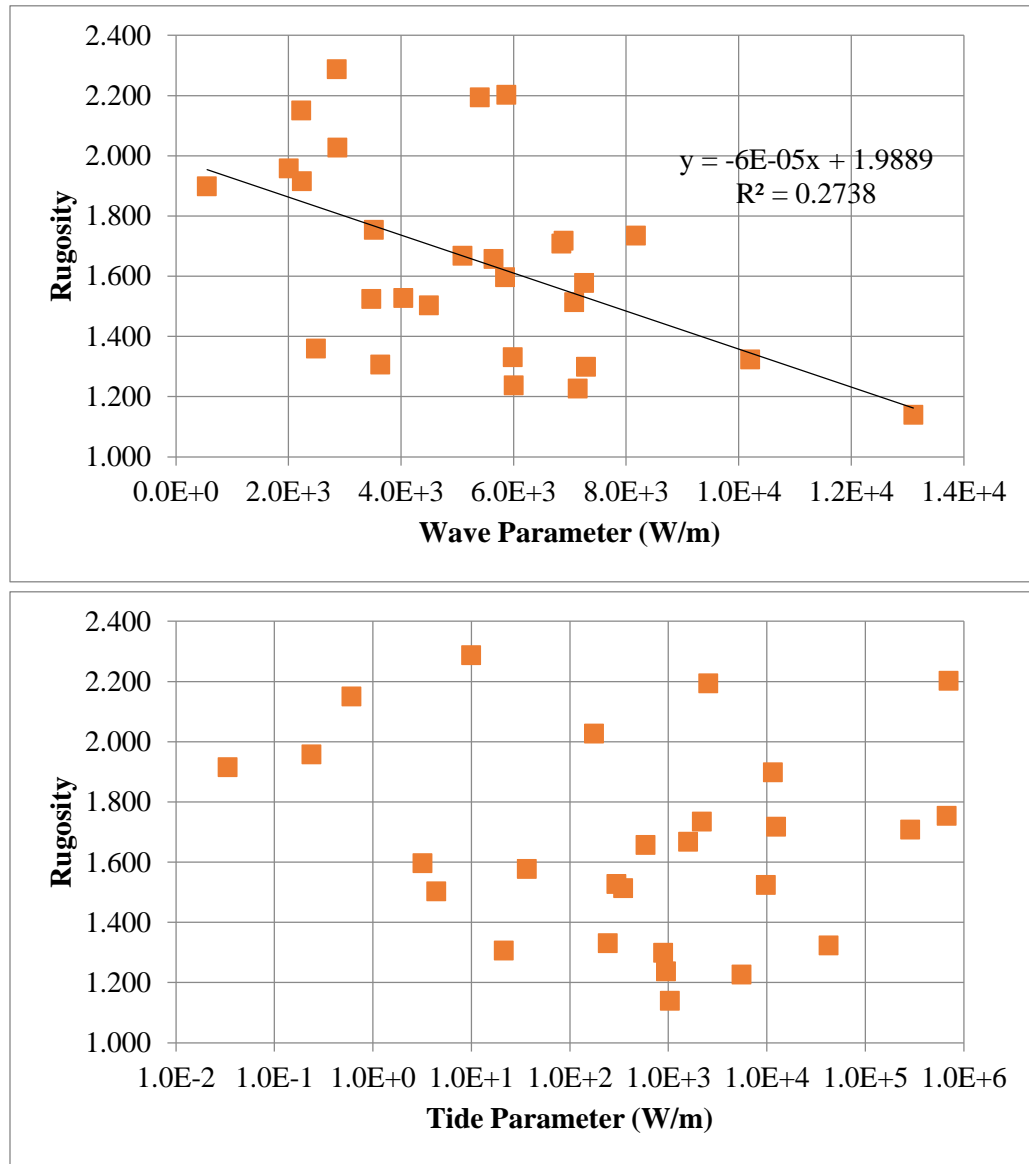 2.400
2.200
2.000
1.800
1.600
1.400
1.200
1.000
Rugosity
y = -6E-05x + 1.9889
R² = 0.2738
0.0E+0 2.0E+3 4.0E+3 6.0E+3 8.0E+3 1.0E+4 1.2E+4 1.4E+4
Wave Parameter (W/m)
2.400
2.200
2.000
1.800
1.600
1.400
1.200
1.000
Rugosity
1.0E-2 1.0E-1 1.0E+0 1.0E+1 1.0E+2 1.0E+3 1.0E+4 1.0E+5 1.0E+6
Tide Parameter (W/m)